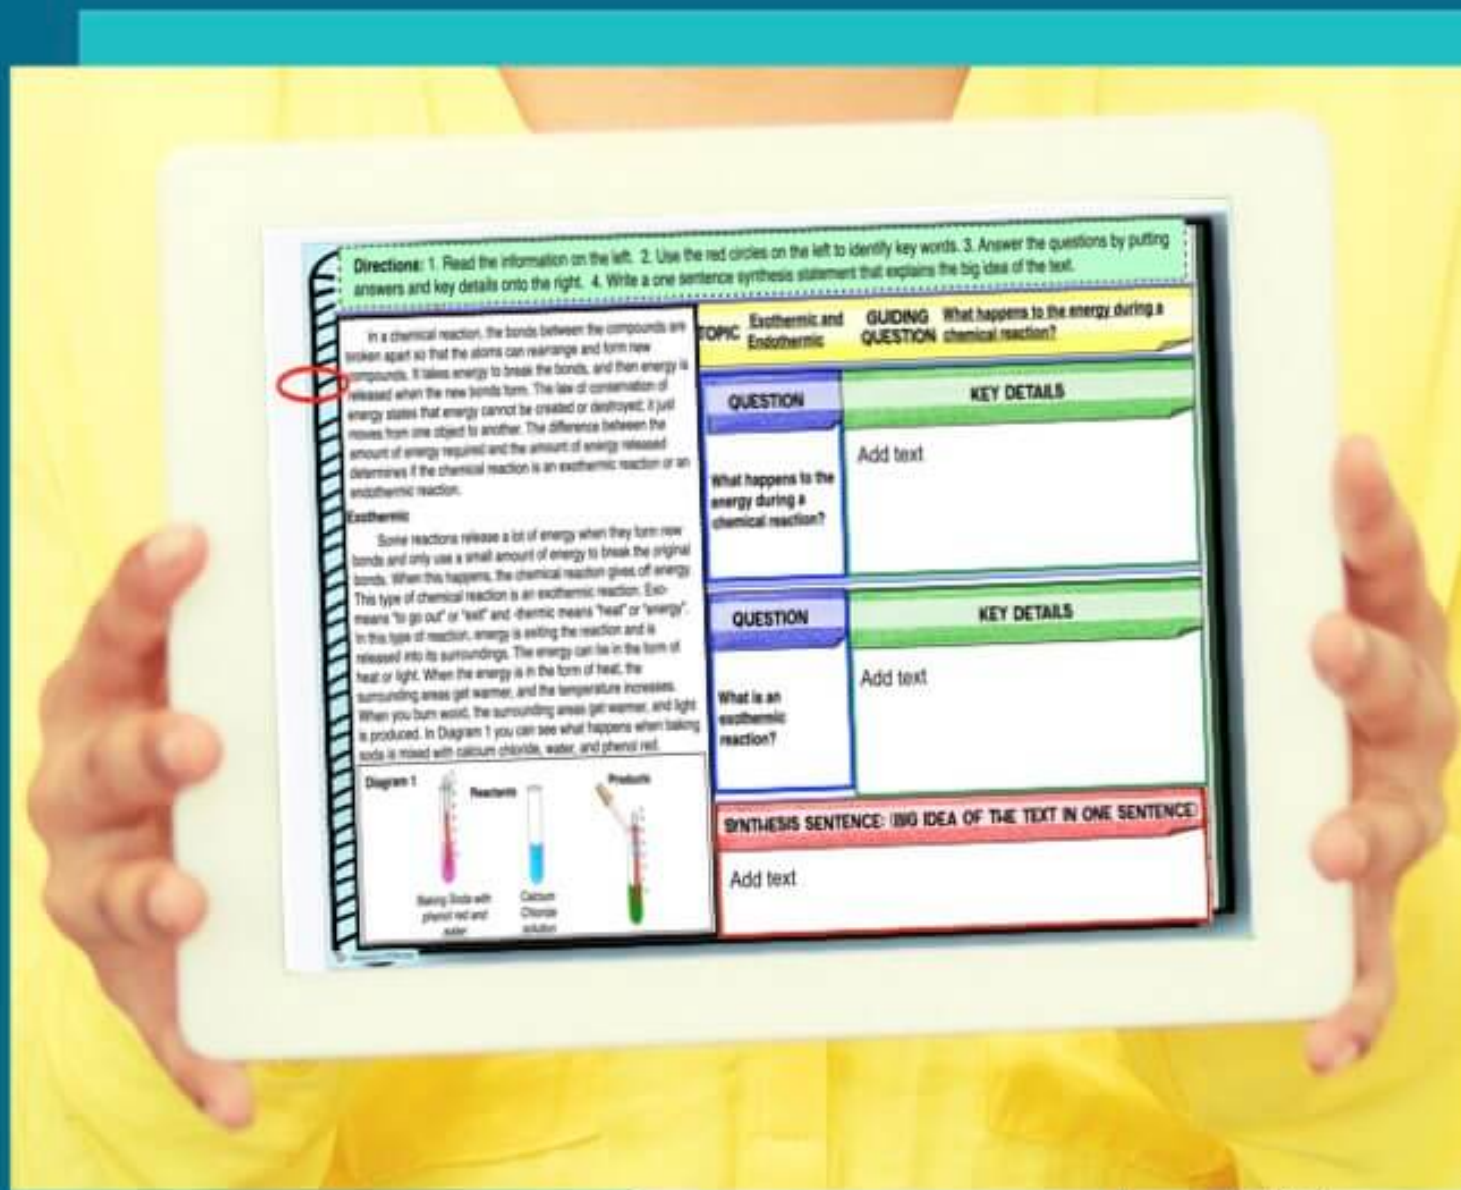 Directions: 1. Read the information on the left. 2. Use the red circles on the left to identify key words. 3. Answer the questions by putting
answers and key details onto the right. 4. Write a one sentence synthesis statement that explains the big idea of the text.
In a chemical reaction, the bonds between the compounds are
broken apart so that the atoms can rearrange and form new
compounds. It takes energy to break the bonds, and then energy is
released when the new bonds form. The law of conservation of
energy states that energy cannot be created or destroyed; it just
moves from one object to another. The difference between the
amount of energy required and the amount of energy released
determines if the chemical reaction is an exothermic reaction or an
endothermic reaction.
Exothermic
Some reactions release a lot of energy when they form new
bonds and only use a small amount of energy to break the original
bonds. When this happens, the chemical reaction gives off energy.
This type of chemical reaction is an exothermic reaction. Exo-
means "to go out" or "exit" and -thermic means "heat" or "energy".
In this type of reaction, energy is exiting the reaction and is
released into its surroundings. The energy can be in the form of
heat or light. When the energy is in the form of heat, the
surrounding areas get warmer, and the temperature increases.
When you burn wood, the surrounding areas get warmer, and light
is produced. In Diagram 1 you can see what happens when baking
soda is mixed with calcium chloride, water, and phenol red.
Diagram 1
Reactants
Products
Baking Soda with
phenol red and
water
Calcium
Chloride
solution
TOPIC
Exothermic and
Endothermic
GUIDING
QUESTION
What happens to the energy during a
chemical reaction?
QUESTION
KEY DETAILS
What happens to the
energy during a
chemical reaction?
Add text
QUESTION
KEY DETAILS
What is an
exothermic
reaction?
Add text
SYNTHESIS SENTENCE: (BIG IDEA OF THE TEXT IN ONE SENTENCE)
Add text